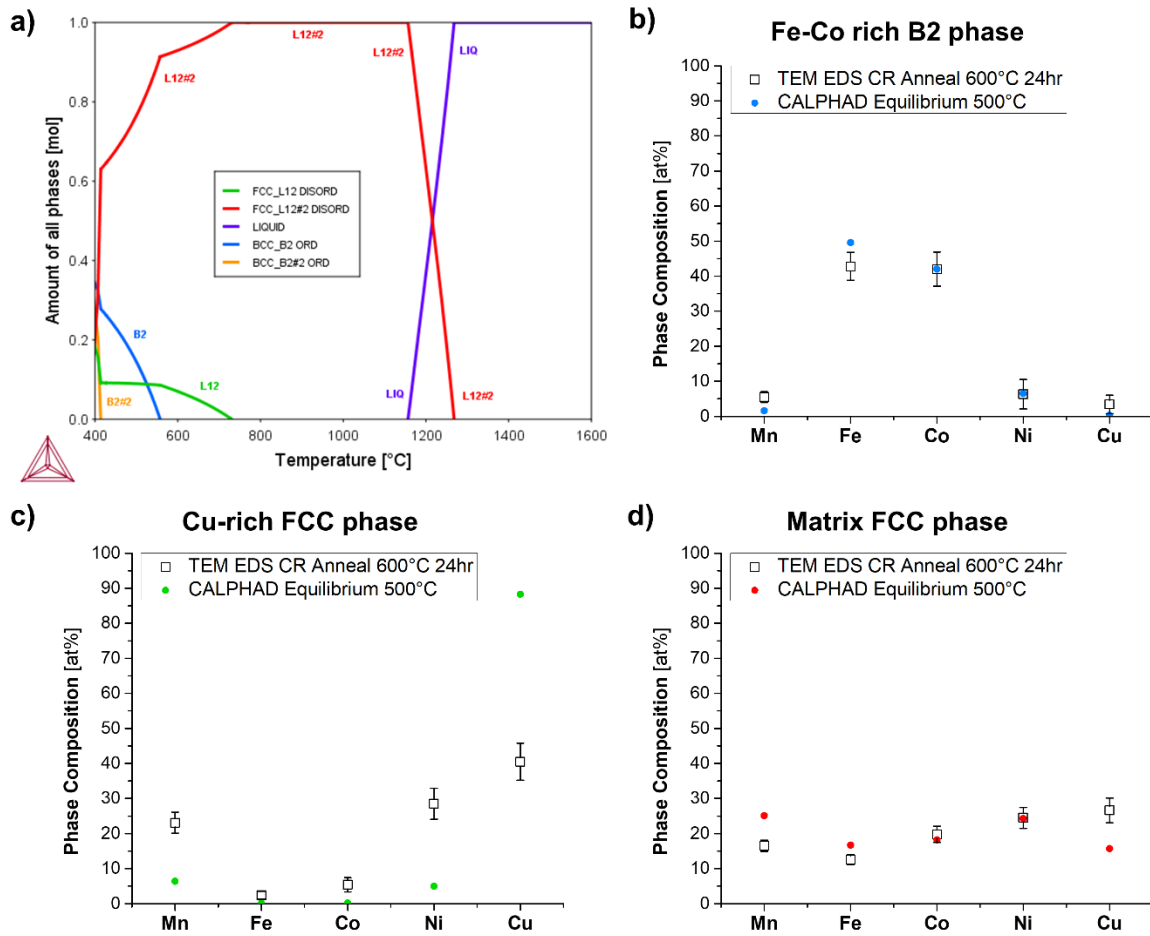 a)
1.0
0.8
0.6
0.4
0.2
0.0
Amount of all phases [mol]
400 600 800 1000 1200 1400 1600
Temperature [°C]
L12#2
L12#2
L12#2
LIQ
FCC_L12 DISORD
FCC_L12#2 DISORD
LIQUID
BCC_B2 ORD
BCC_B2#2 ORD
B2
L12
B2#2
LIQ
L12#2
b)
Fe-Co rich B2 phase
TEM EDS CR Anneal 600°C 24hr
CALPHAD Equilibrium 500°C
100
90
80
70
60
50
40
30
20
10
0
Phase Composition [at%]
Mn Fe Co Ni Cu
c)
Cu-rich FCC phase
TEM EDS CR Anneal 600°C 24hr
CALPHAD Equilibrium 500°C
100
90
80
70
60
50
40
30
20
10
0
Phase Composition [at%]
Mn Fe Co Ni Cu
d)
Matrix FCC phase
TEM EDS CR Anneal 600°C 24hr
CALPHAD Equilibrium 500°C
100
90
80
70
60
50
40
30
20
10
0
Phase Composition [at%]
Mn Fe Co Ni Cu